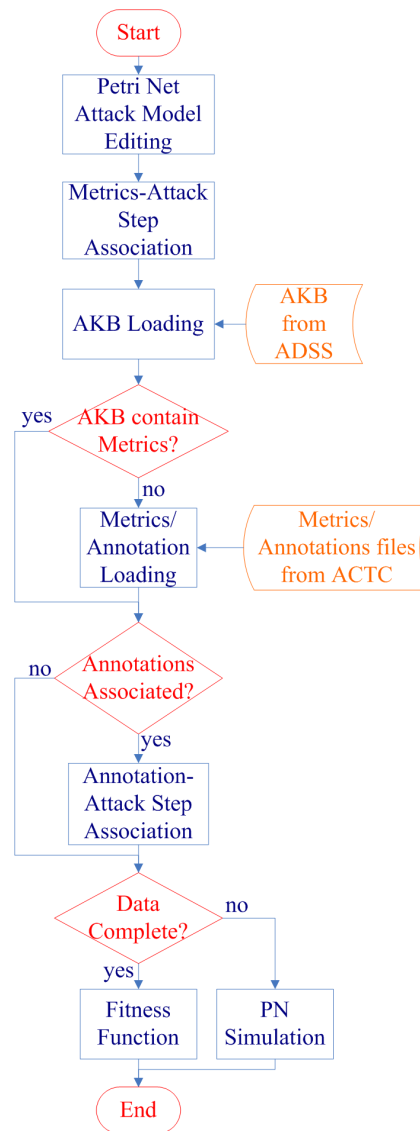 Start
Petri Net
Attack Model
Editing
Metrics-Attack
Step
Association
AKB Loading
AKB
from
ADSS
yes
AKB contain
Metrics?
no
Metrics/
Annotation
Loading
Metrics/
Annotations files
from ACTC
no
Annotations
Associated?
yes
Annotation-
Attack Step
Association
Data
Complete?
no
yes
Fitness
Function
PN
Simulation
End